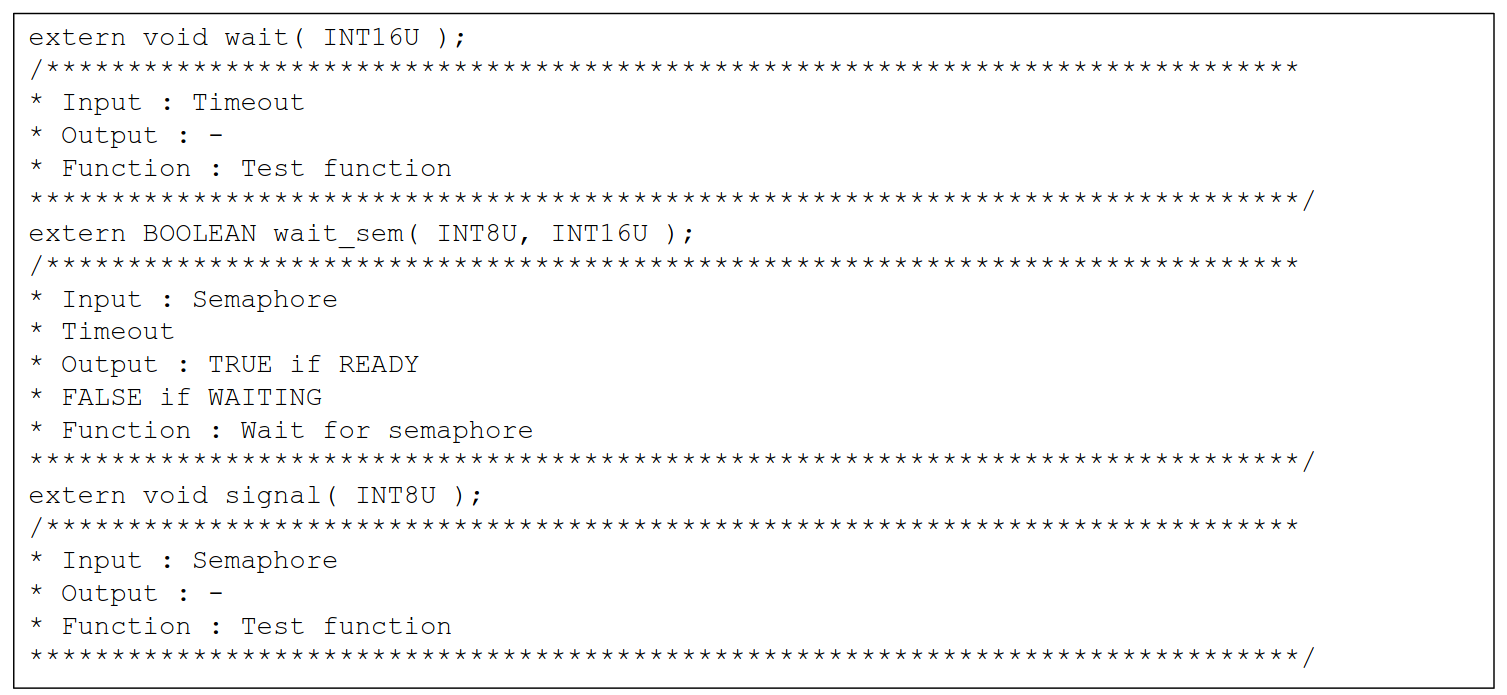 extern void wait( INT16U );
/*****************************************************************************
* Input : Timeout
* Output : -
* Function : Test function
******************************************************************************/
extern BOOLEAN wait_sem( INT8U, INT16U );
/*****************************************************************************
* Input : Semaphore
* Timeout
* Output : TRUE if READY
* FALSE if WAITING
* Function : Wait for semaphore
******************************************************************************/
extern void signal( INT8U );
/*****************************************************************************
* Input : Semaphore
* Output : -
* Function : Test function
******************************************************************************/